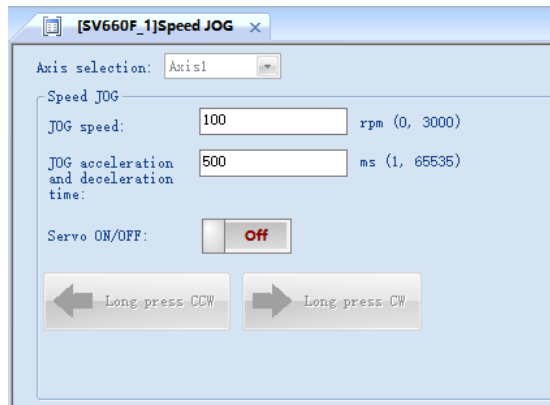 [SV660F_1]Speed JOG
Axis selection: Axis1
Speed JOG
JOG speed: 100 rpm (0, 3000)
JOG acceleration 500 ms (1, 65535)
and deceleration
time:
Servo ON/OFF: Off
Long press CCW Long press CW